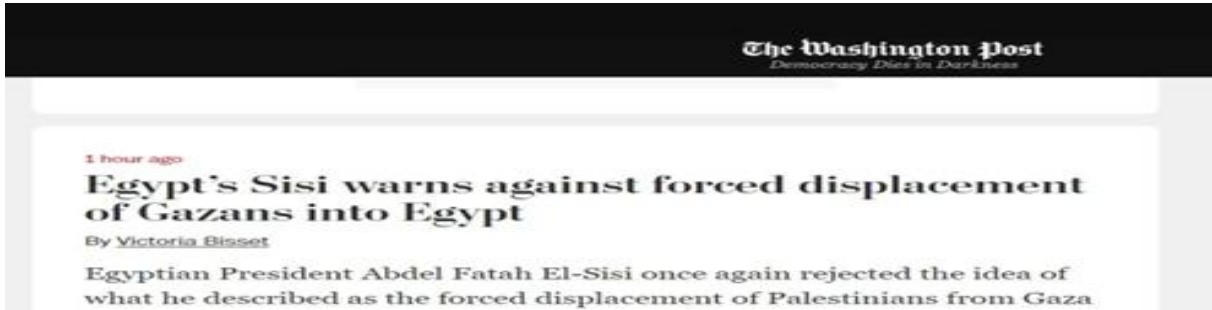 The Washington Post
Democracy Dies in Darkness
1 hour ago
Egypt's Sisi warns against forced displacement
of Gazans into Egypt
By Victoria Bisset
Egyptian President Abdel Fatah El-Sisi once again rejected the idea of
what he described as the forced displacement of Palestinians from Gaza